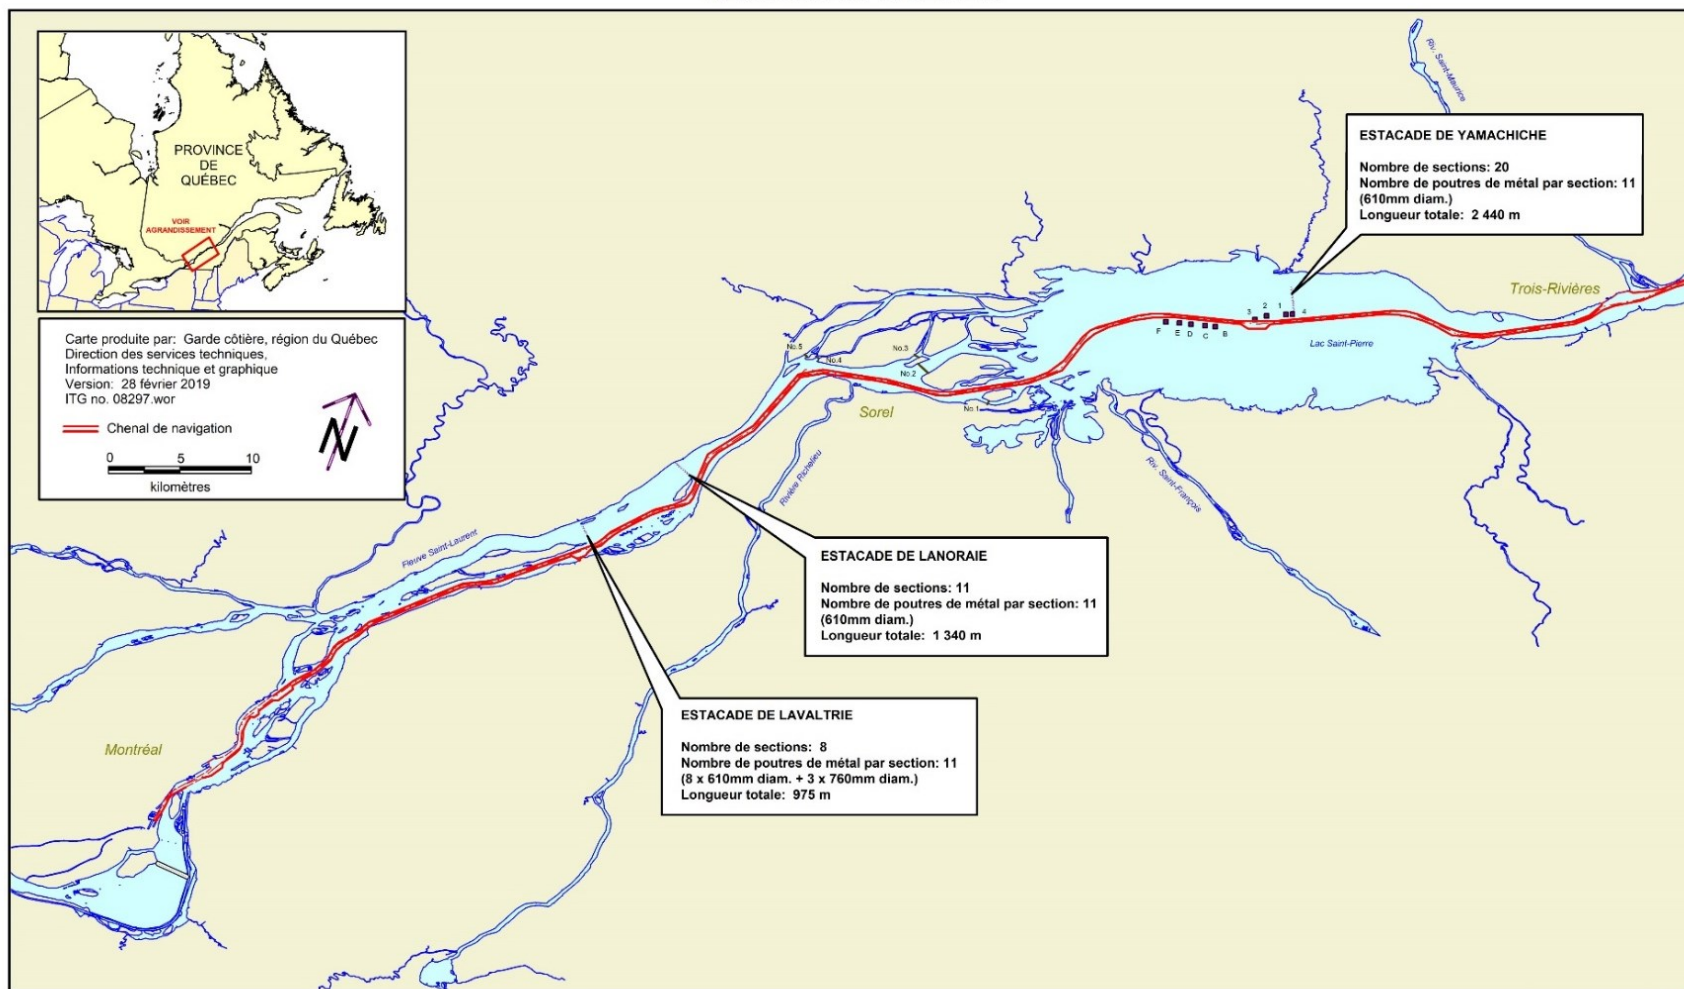 PROVINCE
DE
QUÉBEC
VOIR
AGRANDISSEMENT
Carte produite par: Garde côtière, région du Québec
Direction des services techniques,
Informations technique et graphique
Version: 28 février 2019
ITG no. 08297.wor
Chenal de navigation
N
0 5 10
kilomètres
Riv. Saint-Maurice
ESTACADE DE YAMACHICHE
Nombre de sections: 20
Nombre de poutres de métal par section: 11
(610mm diam.)
Longueur totale: 2 440 m
Trois-Rivières
Lac Saint-Pierre
3 2 1 4
F E D C B
No.5
No.4
No.3
No.2
No.1
Sorel
Rivière Richelieu
Riv. Saint-François
Fleuve Saint-Laurent
ESTACADE DE LANORAIE
Nombre de sections: 11
Nombre de poutres de métal par section: 11
(610mm diam.)
Longueur totale: 1 340 m
ESTACADE DE LAVALTRIE
Nombre de sections: 8
Nombre de poutres de métal par section: 11
(8 x 610mm diam. + 3 x 760mm diam.)
Longueur totale: 975 m
Montréal